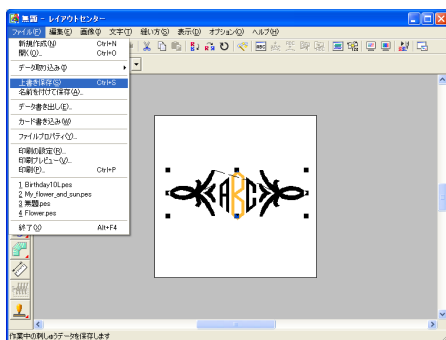 無題 - レイアウトセンター
ファイル(F) 編集(E) 画像(I) 文字(T) 縫い方(S) 表示(D) オプション(O) ヘルプ(H)
新規作成(N) Ctrl+N
開く(O)... Ctrl+O
データ取り込み(I)
上書き保存(S) Ctrl+S
名前を付けて保存(A)...
データ書き出し(E)...
カード書き込み(W)
ファイルプロパティ(Y)...
印刷の設定(R)...
印刷プレビュー(V)...
印刷(P)... Ctrl+P
1 Birthday10L.pes
2 My_flower_and_sun.pes
3 無題.pes
4 Flower.pes
終了(X) Alt+F4
ABC
作業中の刺しゅうデータを保存します